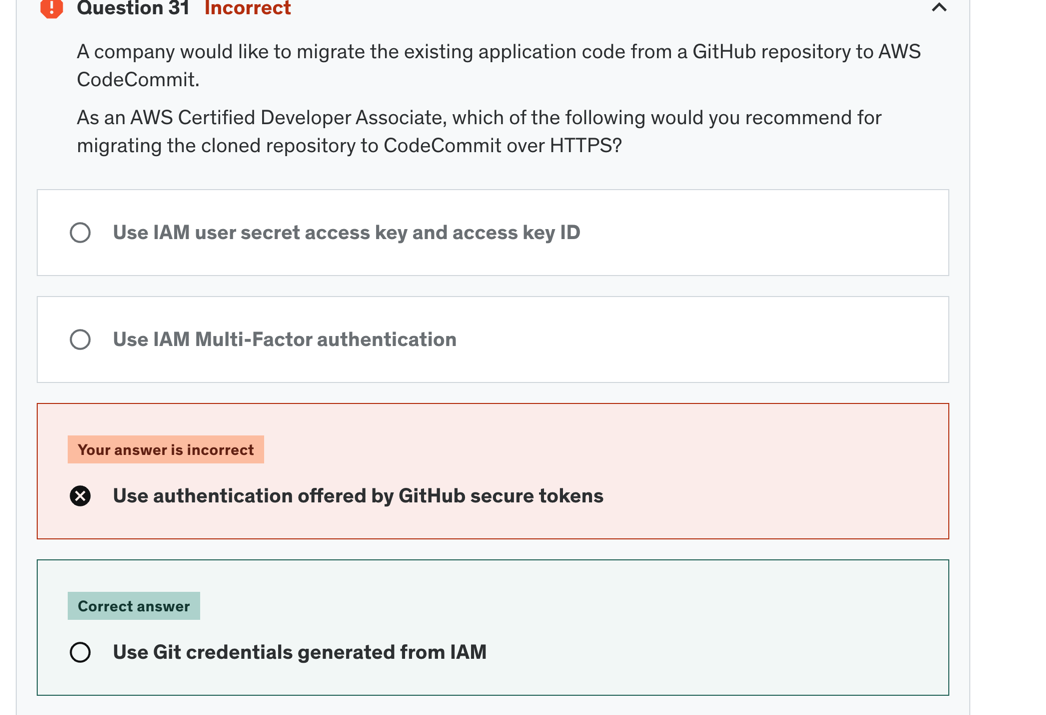 Question 31 Incorrect
A company would like to migrate the existing application code from a GitHub repository to AWS
CodeCommit.
As an AWS Certified Developer Associate, which of the following would you recommend for
migrating the cloned repository to CodeCommit over HTTPS?
Use IAM user secret access key and access key ID
Use IAM Multi-Factor authentication
Your answer is incorrect
Use authentication offered by GitHub secure tokens
Correct answer
Use Git credentials generated from IAM